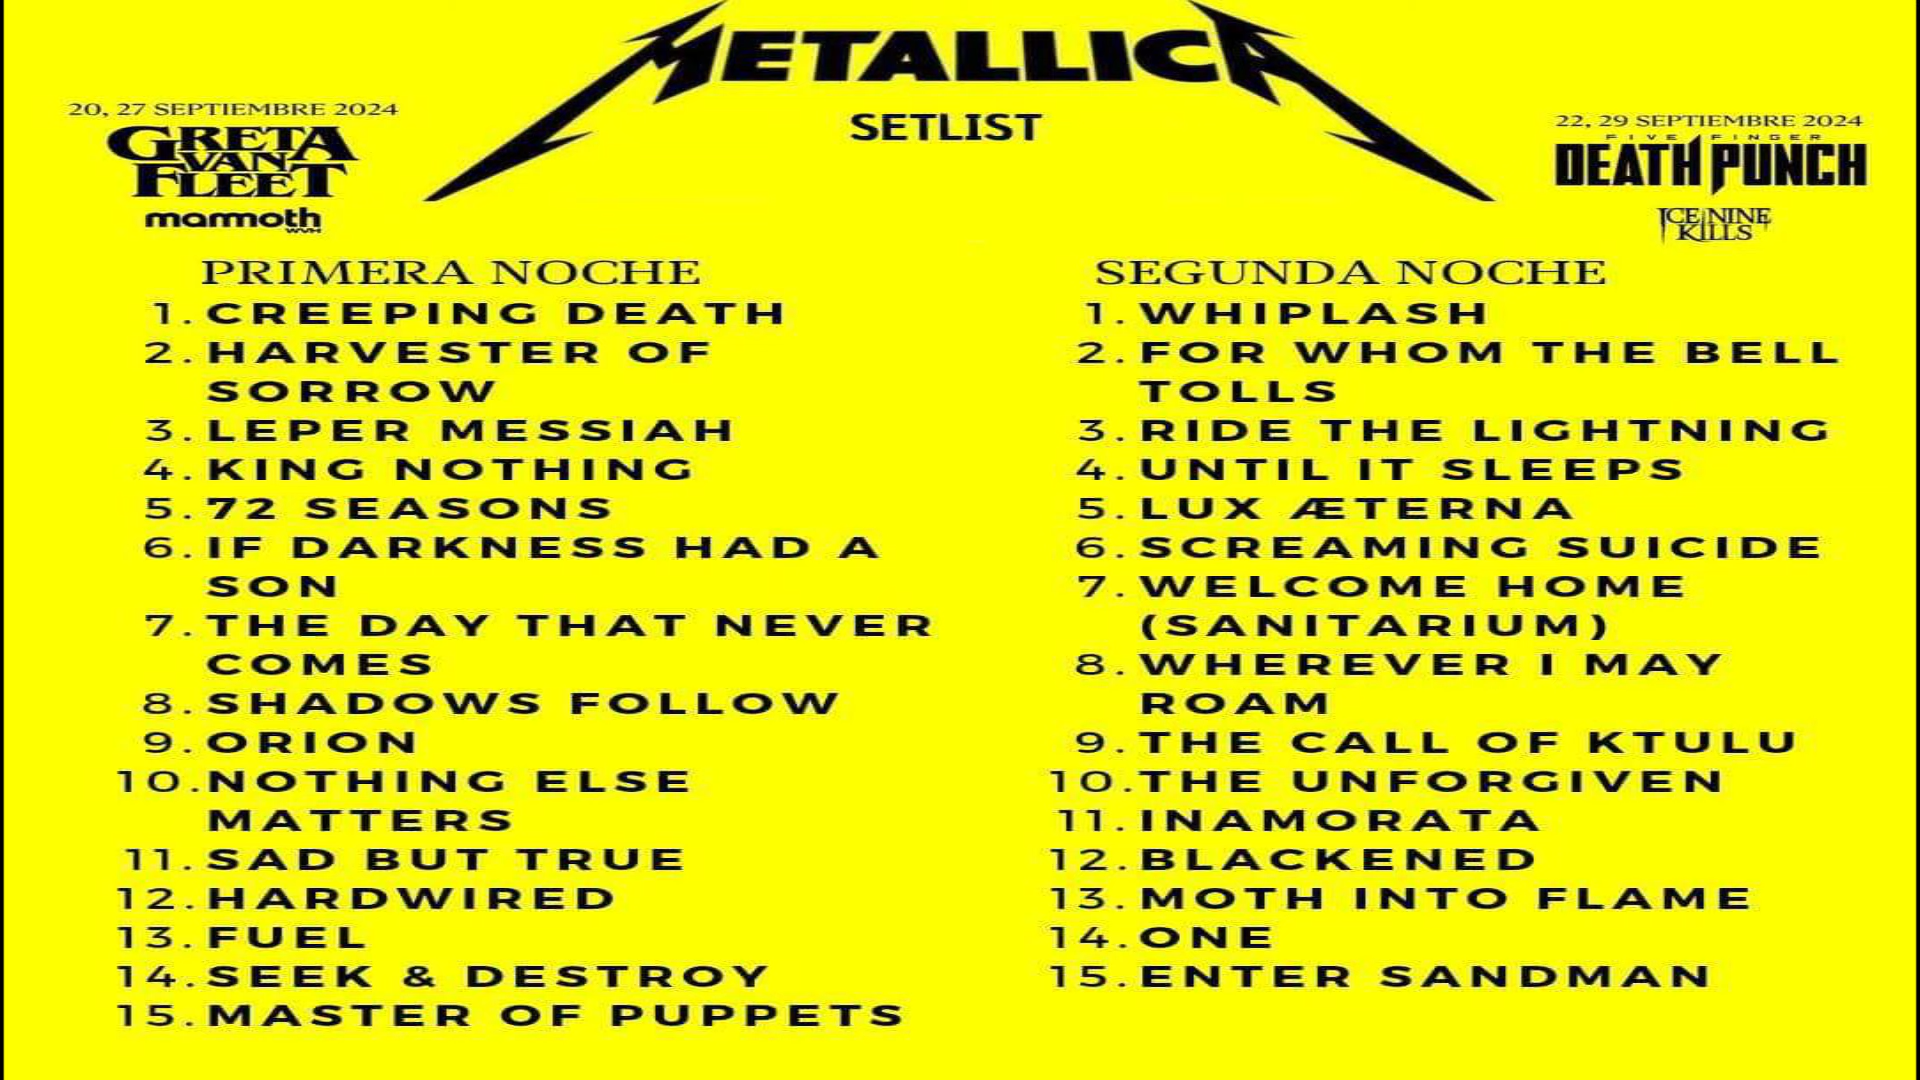 METALLICA
SETLIST
20, 27 SEPTIEMBRE 2024
GRETA
VAN
FLEET
mammoth
WVH
22, 29 SEPTIEMBRE 2024
FIVE FINGER
DEATH PUNCH
ICE NINE
KILLS
PRIMERA NOCHE
1. CREEPING DEATH
2. HARVESTER OF
SORROW
3. LEPER MESSIAH
4. KING NOTHING
5. 72 SEASONS
6. IF DARKNESS HAD A
SON
7. THE DAY THAT NEVER
COMES
8. SHADOWS FOLLOW
9. ORION
10. NOTHING ELSE
MATTERS
11. SAD BUT TRUE
12. HARDWIRED
13. FUEL
14. SEEK & DESTROY
15. MASTER OF PUPPETS
SEGUNDA NOCHE
1. WHIPLASH
2. FOR WHOM THE BELL
TOLLS
3. RIDE THE LIGHTNING
4. UNTIL IT SLEEPS
5. LUX ÆTERNA
6. SCREAMING SUICIDE
7. WELCOME HOME
(SANITARIUM)
8. WHEREVER I MAY
ROAM
9. THE CALL OF KTULU
10. THE UNFORGIVEN
11. INAMORATA
12. BLACKENED
13. MOTH INTO FLAME
14. ONE
15. ENTER SANDMAN